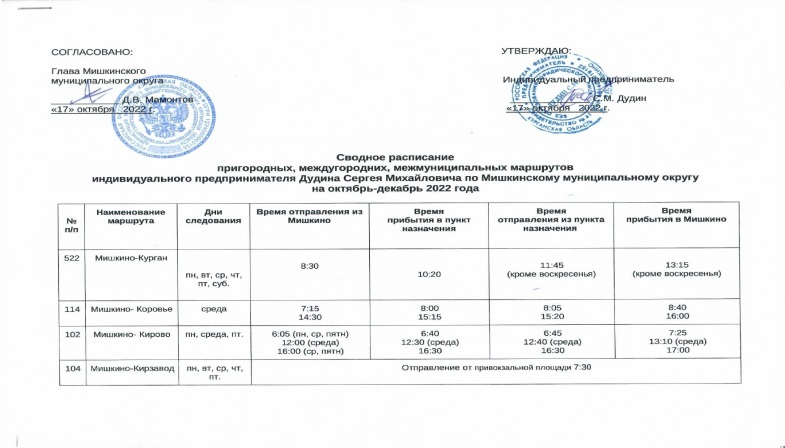 СОГЛАСОВАНО:
УТВЕРЖДАЮ:
Глава Мишкинского
муниципального округа
Индивидуальный предприниматель
Д.В. Мамонтов
С.М. Дудин
«17» октября 2022 г.
«17» октября 2022 г.
Сводное расписание
пригородных, междугородних, межмуниципальных маршрутов
индивидуального предпринимателя Дудина Сергея Михайловича по Мишкинскому муниципальному округу
на октябрь-декабрь 2022 года
№ п/п
Наименование маршрута
Дни следования
Время отправления из Мишкино
Время прибытия в пункт назначения
Время отправления из пункта назначения
Время прибытия в Мишкино
522 Мишкино-Курган
пн, вт, ср, чт, пт, суб.
8:30
10:20
11:45 (кроме воскресенья)
13:15 (кроме воскресенья)
114 Мишкино- Коровье среда 7:15 8:00 8:05 8:40
14:30 15:15 15:20 16:00
102 Мишкино- Кирово пн, среда, пт. 6:05 (пн, ср, пятн) 6:40 6:45 7:25
12:00 (среда) 12:30 (среда) 12:40 (среда) 13:10 (среда)
16:00 (ср, пятн) 16:30 16:30 17:00
104 Мишкино-Кирзавод пн, вт, ср, чт, пт. Отправление от привокзальной площади 7:30